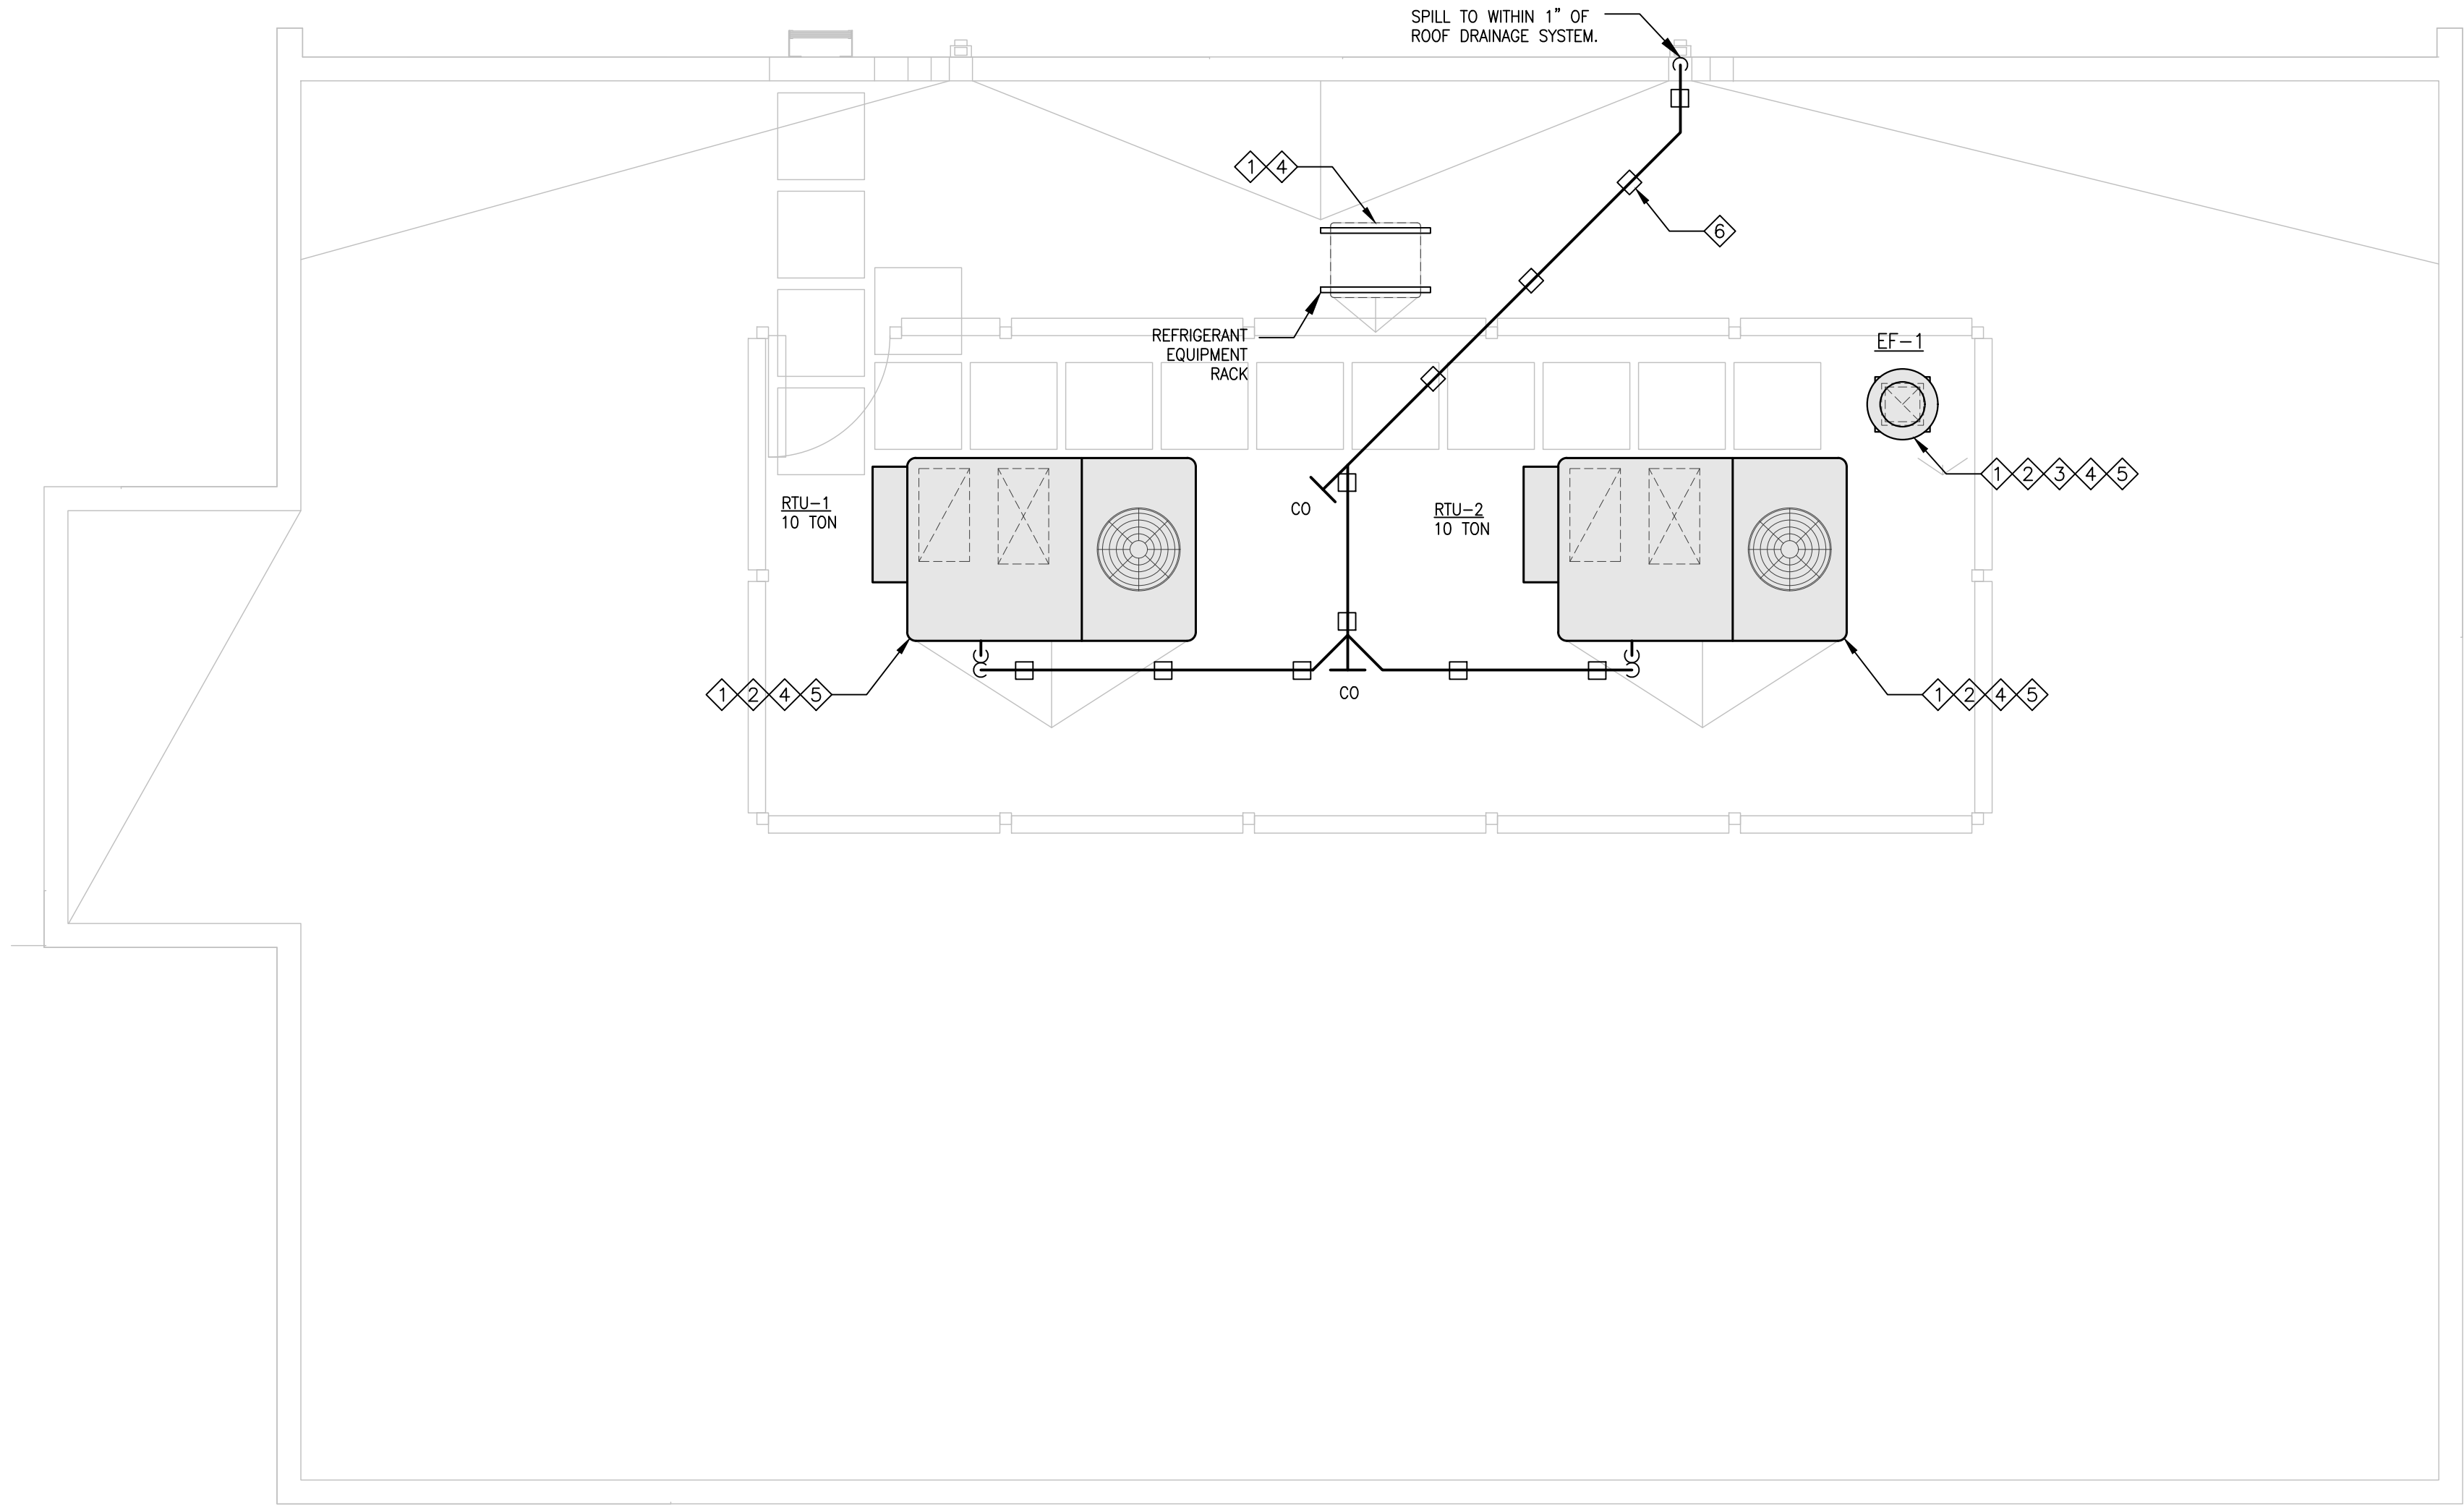 SPILL TO WITHIN 1" OF
ROOF DRAINAGE SYSTEM.
1 4
6
REFRIGERANT
EQUIPMENT
RACK
EF-1
1 2 3 4 5
RTU-1
10 TON
CO
RTU-2
10 TON
1 2 4 5
CO
1 2 4 5